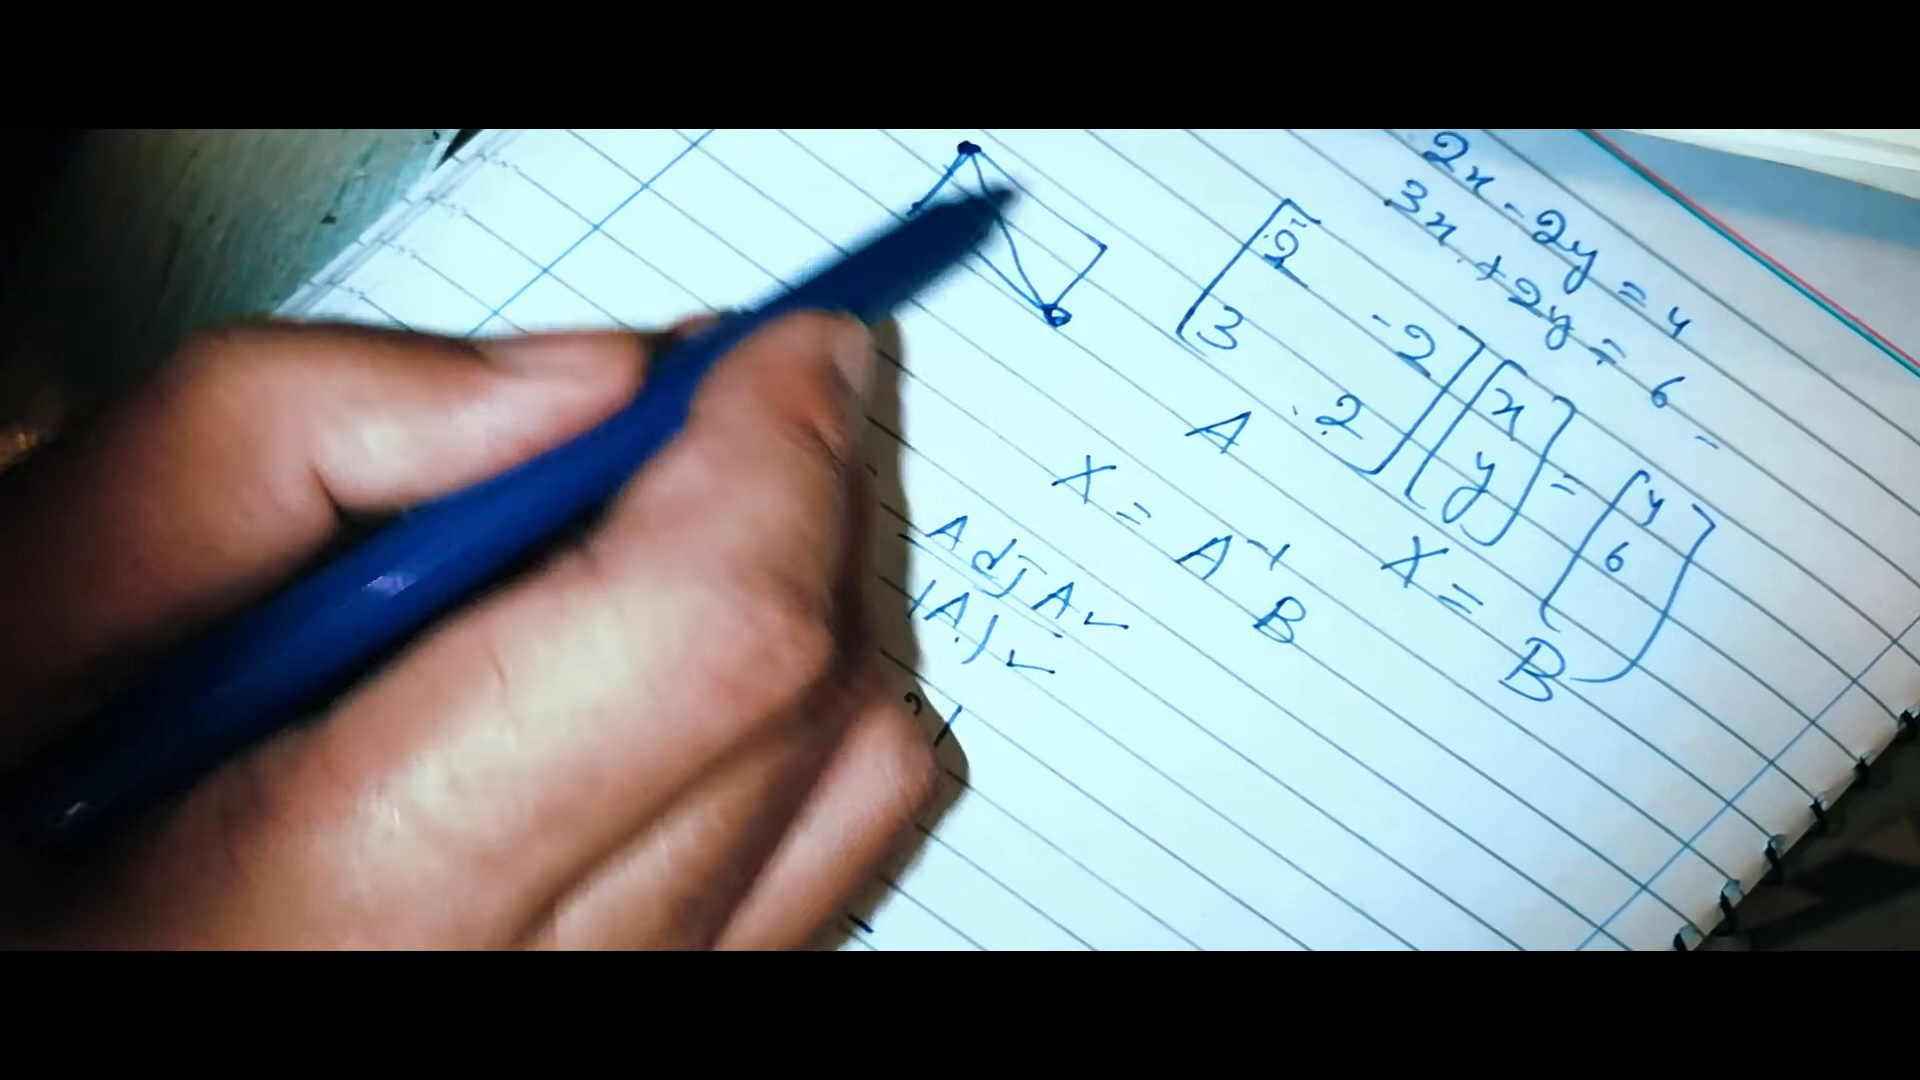 2x - 2y = 4
3x + 2y = 6
[2 -2
3 2] [x
y] = [4
6]
A X = B
X = A⁻¹ B
Adj A ✓
|A| ✓